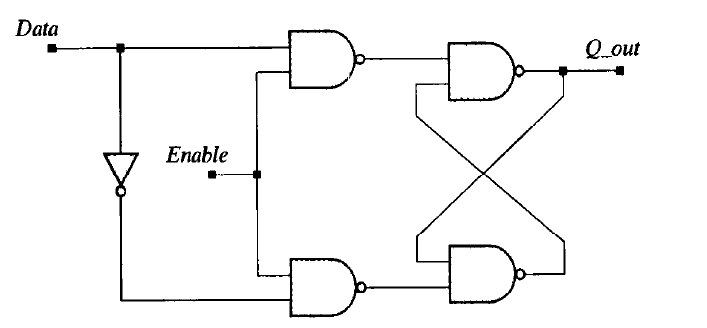 Data
Q_out
Enable